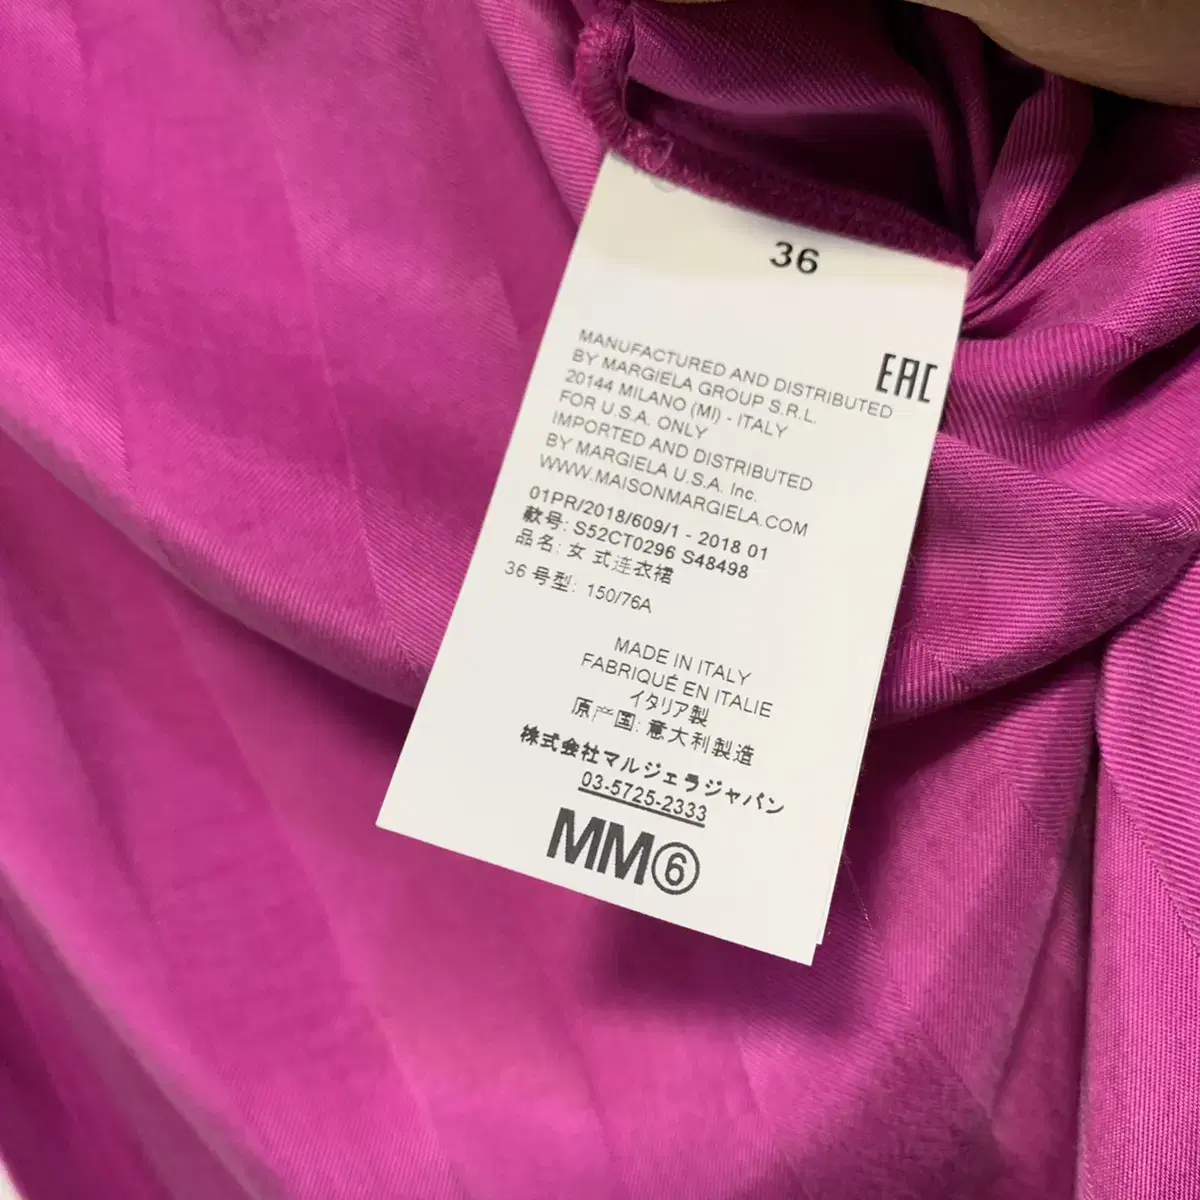 36
EAC
MANUFACTURED AND DISTRIBUTED
BY MARGIELA GROUP S.R.L.
20144 MILANO (MI) - ITALY
FOR U.S.A. ONLY
IMPORTED AND DISTRIBUTED
BY MARGIELA U.S.A. Inc.
WWW.MAISONMARGIELA.COM
01PR/2018/609/1 - 2018 01
款号: S52CT0296 S48498
品名: 女 式连衣裙
36 号型: 150/76A
MADE IN ITALY
FABRIQUÉ EN ITALIE
イタリア製
原产国: 意大利製造
株式会社マルジェラジャパン
03-5725-2333
MM⑥